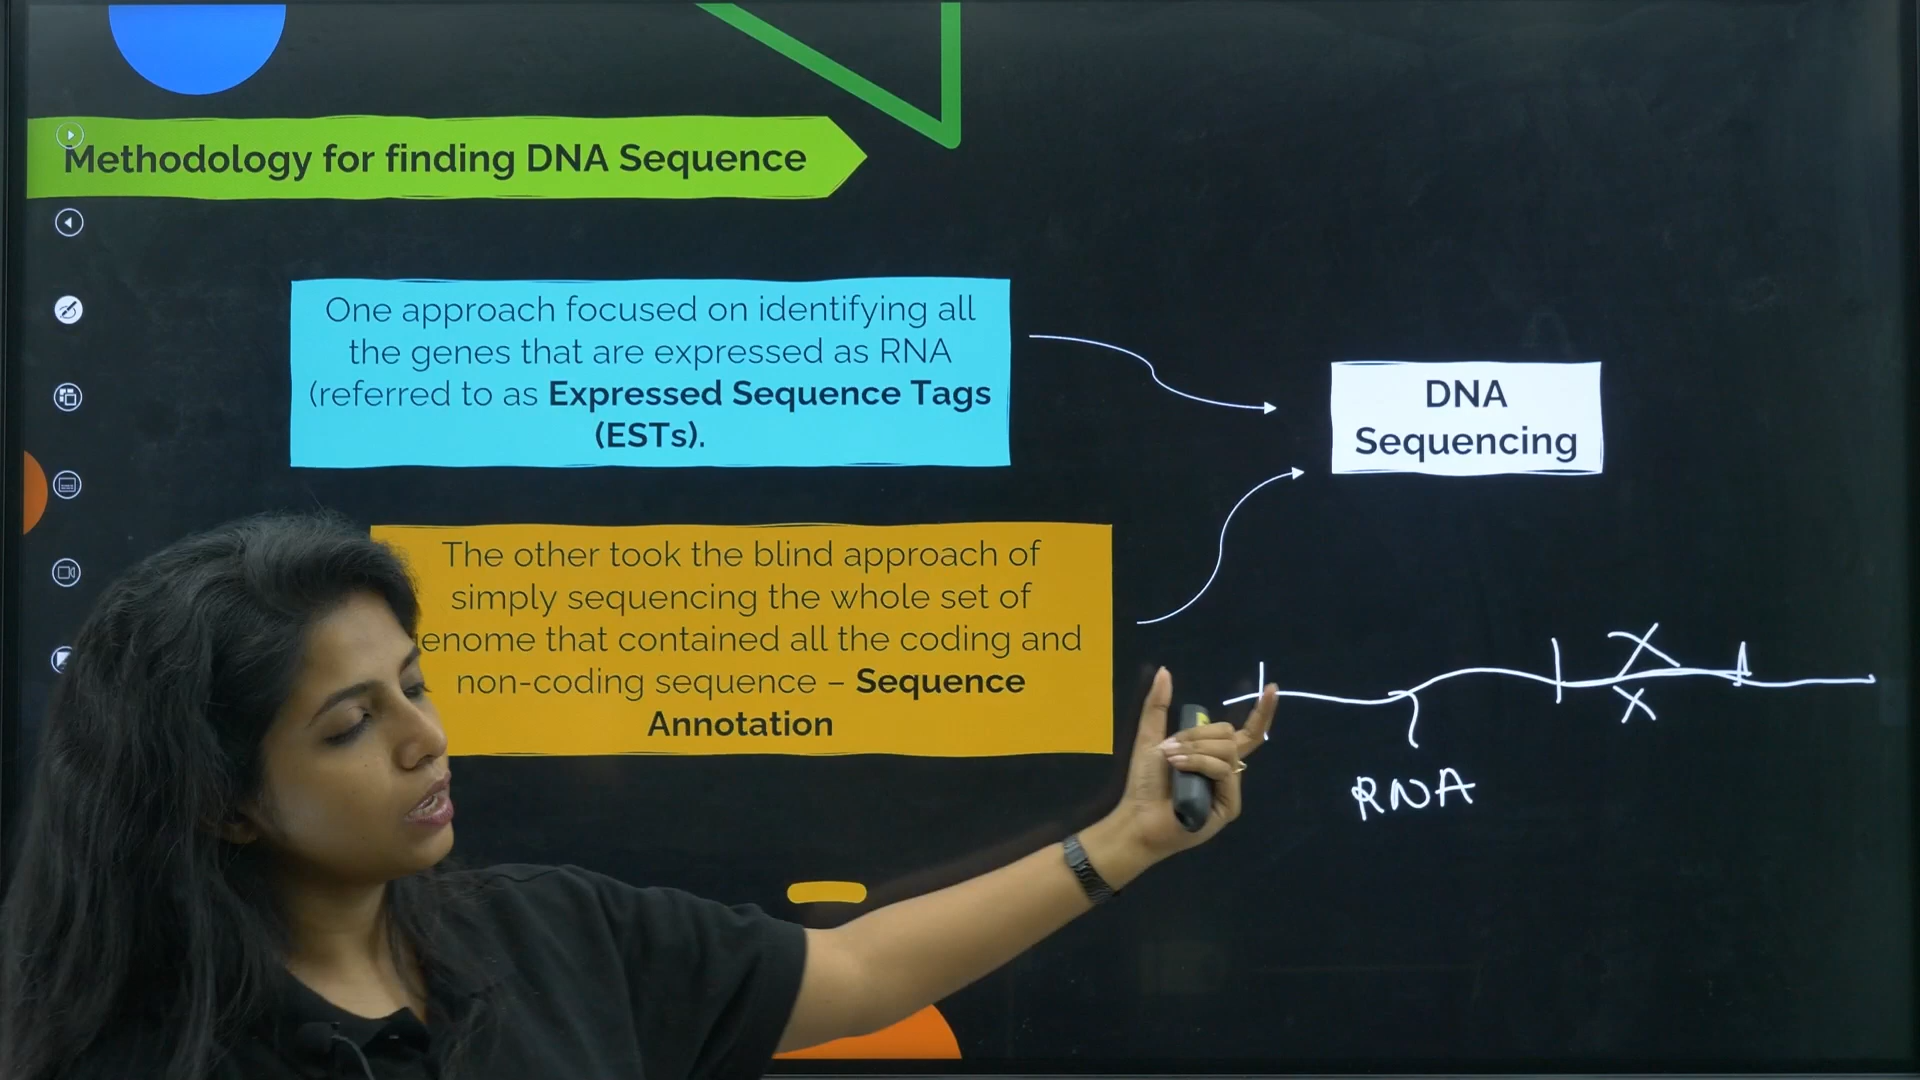 Methodology for finding DNA Sequence
One approach focused on identifying all
the genes that are expressed as RNA
(referred to as Expressed Sequence Tags
(ESTs).
DNA
Sequencing
The other took the blind approach of
simply sequencing the whole set of
enome that contained all the coding and
non-coding sequence – Sequence
Annotation
X
X
RNA